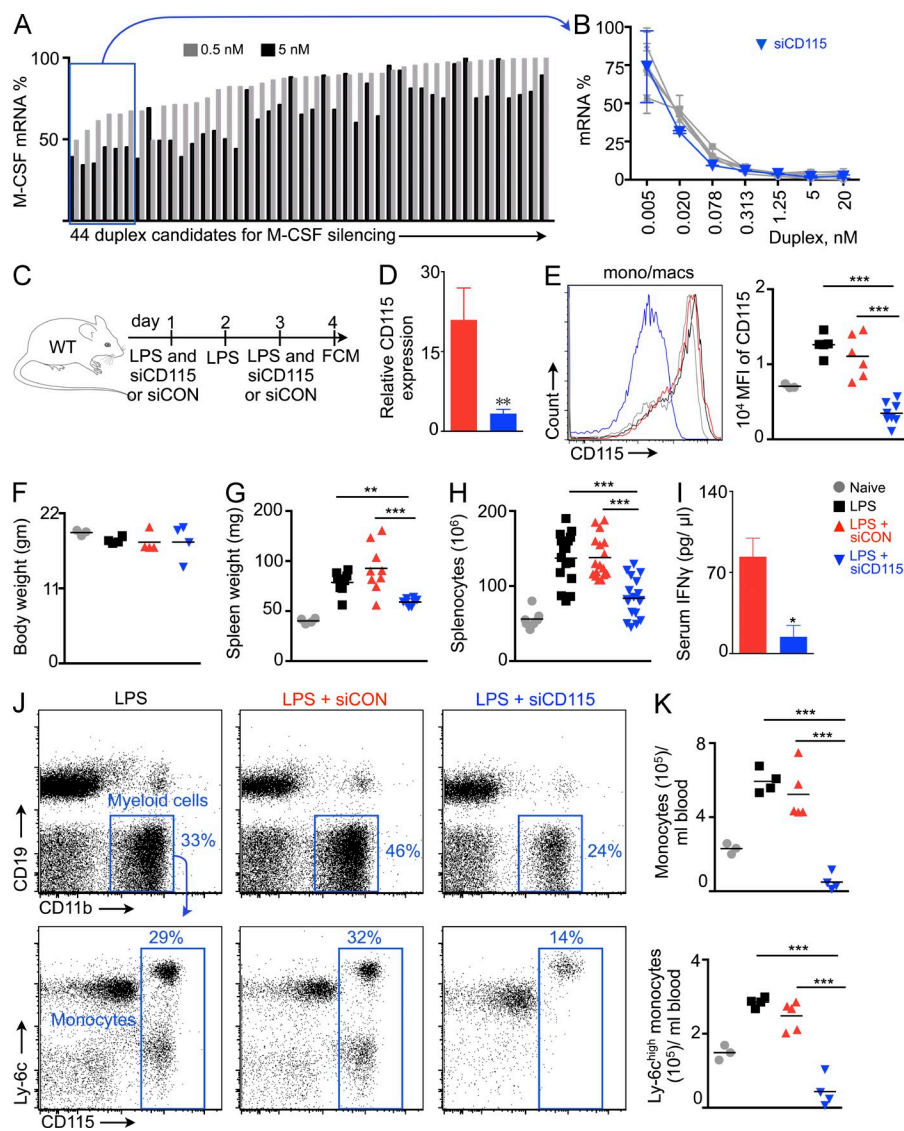 A
0.5 nM
5 nM
100
50
M-CSF mRNA %
44 duplex candidates for M-CSF silencing
B
siCD115
100
75
50
25
0
mRNA %
0.005
0.020
0.078
0.313
1.25
5
20
Duplex, nM
C
WT
day 1 2 3 4
LPS and
siCD115
or siCON
LPS
LPS and
siCD115
or siCON
FCM
D
30
15
0
Relative CD115
expression
**
E
mono/macs
Count
CD115
***
***
2
1
0
10⁴ MFI of CD115
F
22
11
0
Body weight (gm)
G
200
100
50
0
Spleen weight (mg)
**
***
H
200
100
0
Splenocytes (10⁶)
***
***
I
140
70
0
Serum IFNγ (pg/ µl)
*
Naive
LPS
LPS +
siCON
LPS +
siCD115
J
LPS
LPS + siCON
LPS + siCD115
Myeloid cells
33%
46%
24%
CD19
CD11b
29%
32%
14%
Monocytes
Ly-6c
CD115
K
***
***
8
4
0
Monocytes (10⁵)/
ml blood
***
***
4
2
0
Ly-6cʰⁱᵍʰ monocytes
(10⁵)/ ml blood